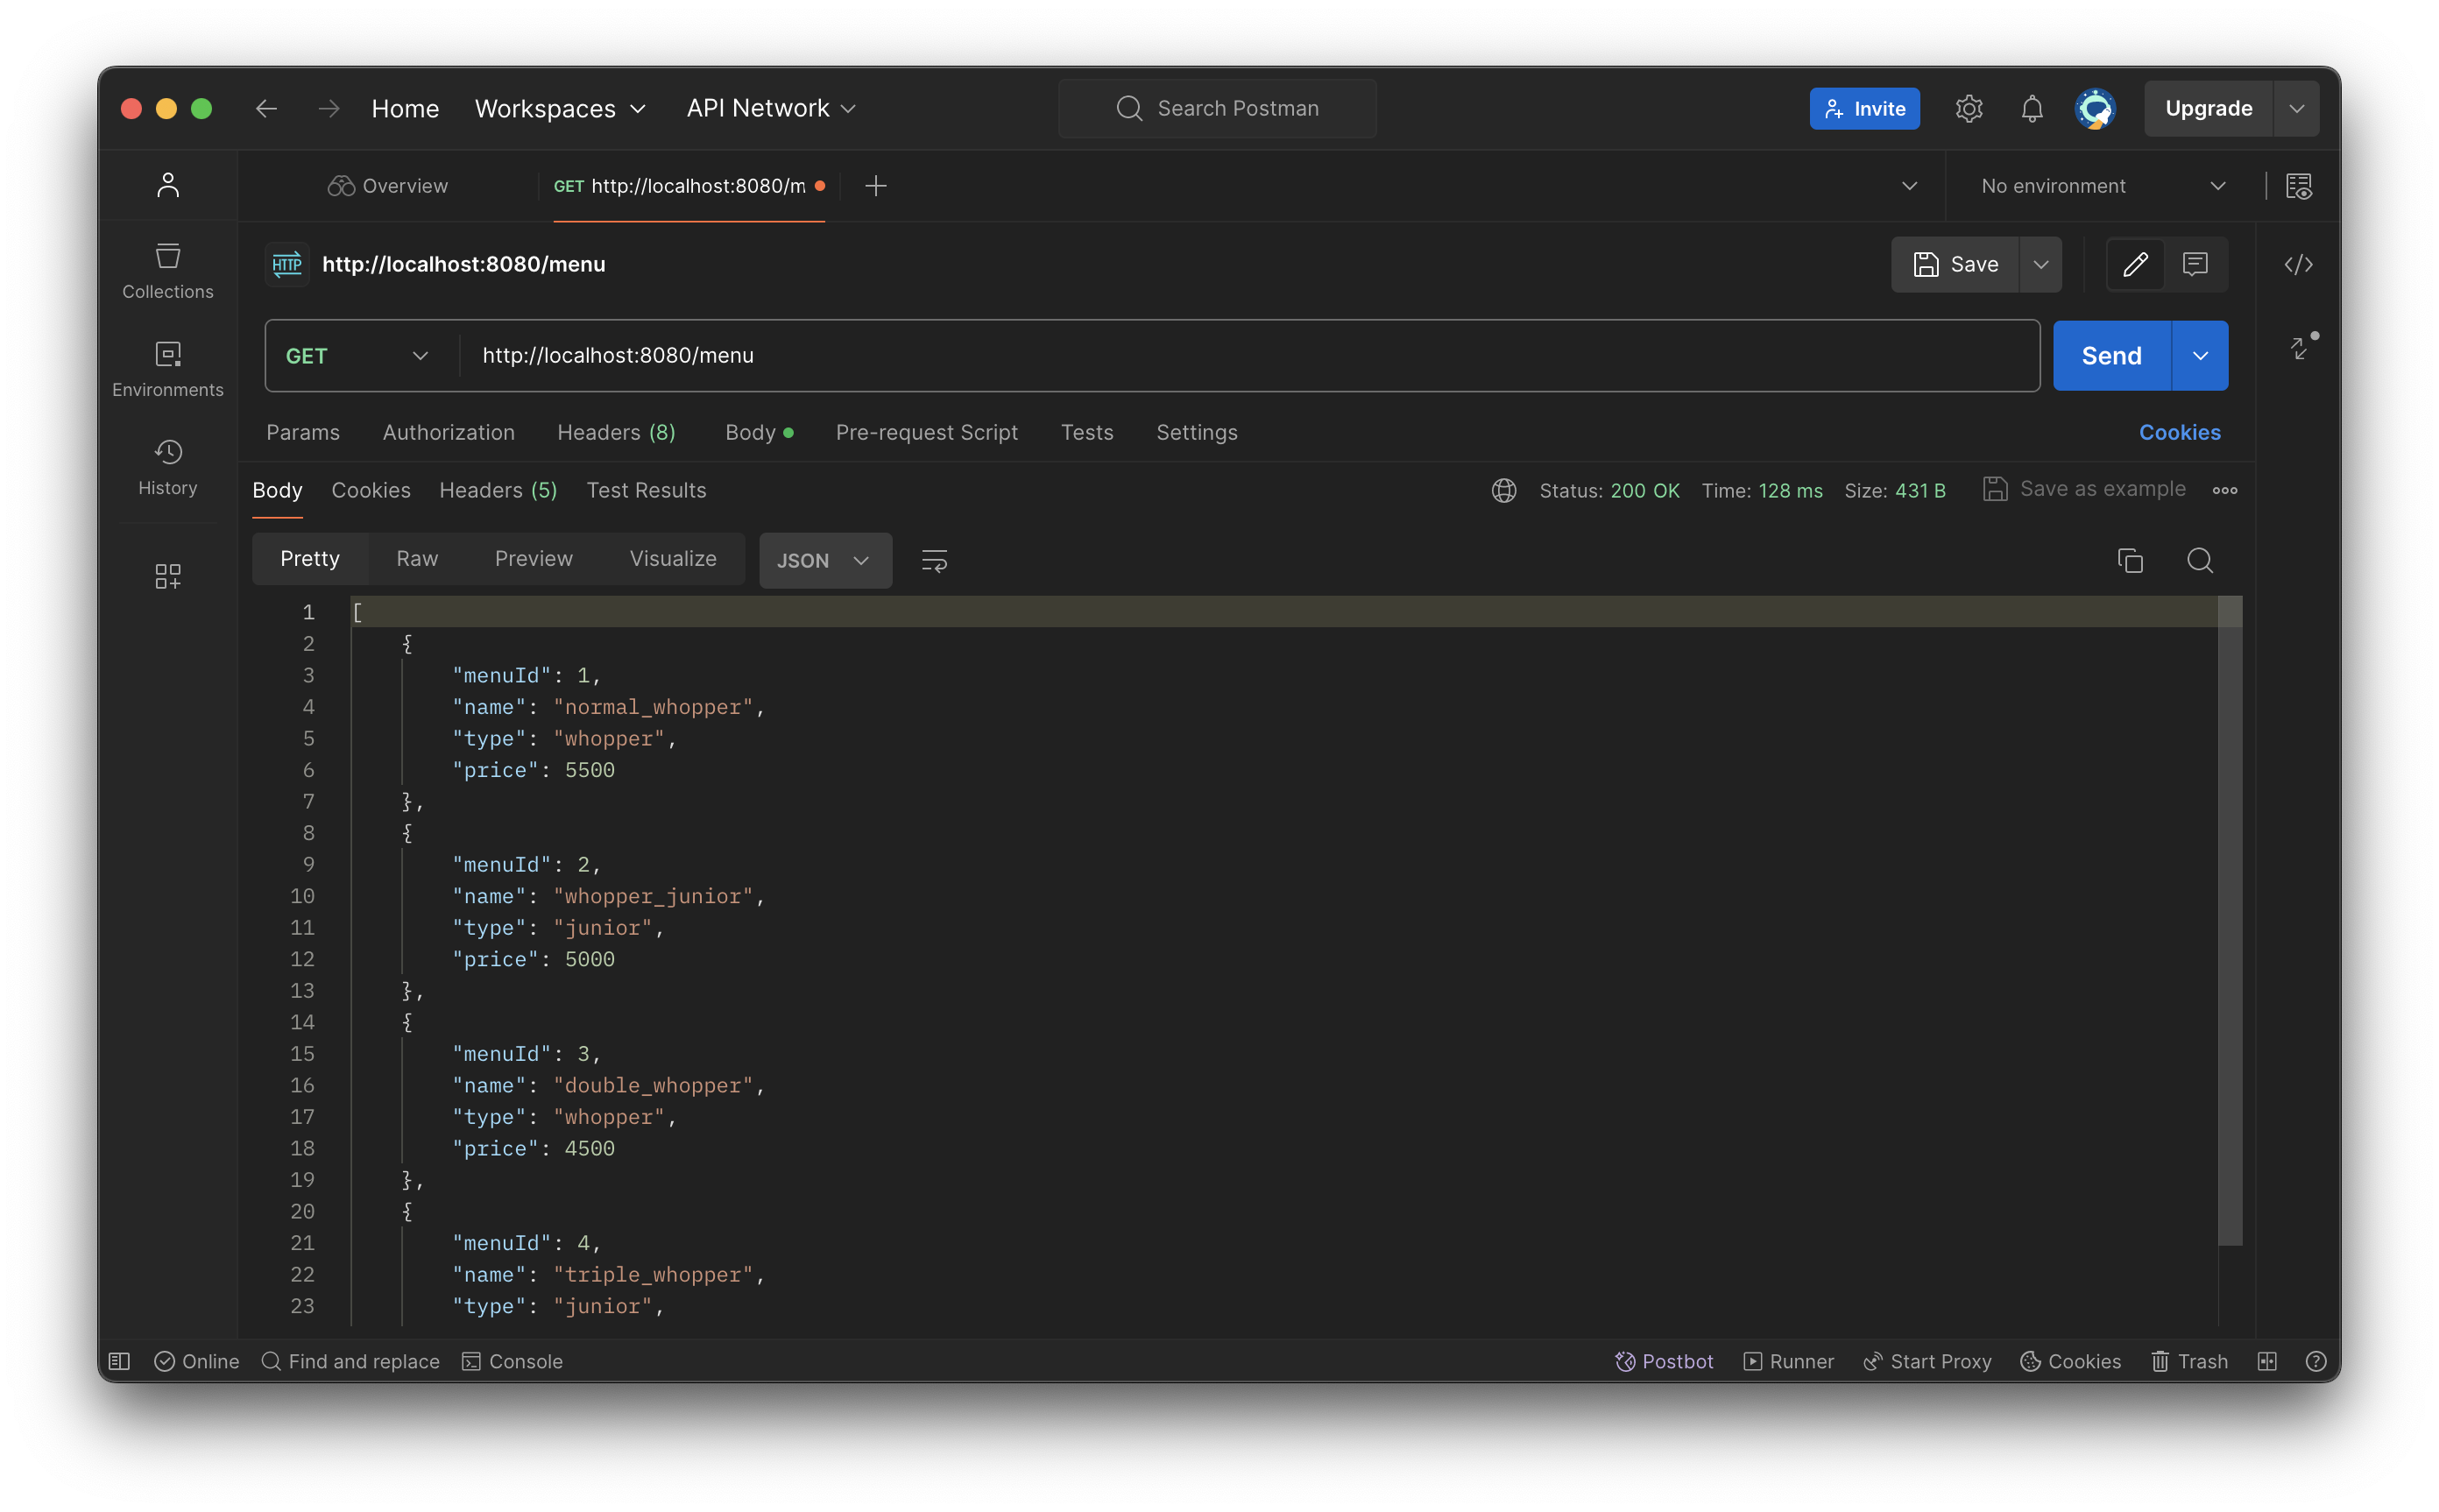 Home Workspaces API Network Search Postman Invite Upgrade
Overview GET http://localhost:8080/m No environment
HTTP http://localhost:8080/menu Save
Collections
GET http://localhost:8080/menu Send
Environments
Params Authorization Headers (8) Body Pre-request Script Tests Settings Cookies
History
Body Cookies Headers (5) Test Results Status: 200 OK Time: 128 ms Size: 431 B Save as example
Pretty Raw Preview Visualize JSON
1 [
2 {
3 "menuId": 1,
4 "name": "normal_whopper",
5 "type": "whopper",
6 "price": 5500
7 },
8 {
9 "menuId": 2,
10 "name": "whopper_junior",
11 "type": "junior",
12 "price": 5000
13 },
14 {
15 "menuId": 3,
16 "name": "double_whopper",
17 "type": "whopper",
18 "price": 4500
19 },
20 {
21 "menuId": 4,
22 "name": "triple_whopper",
23 "type": "junior",
Online Find and replace Console Postbot Runner Start Proxy Cookies Trash